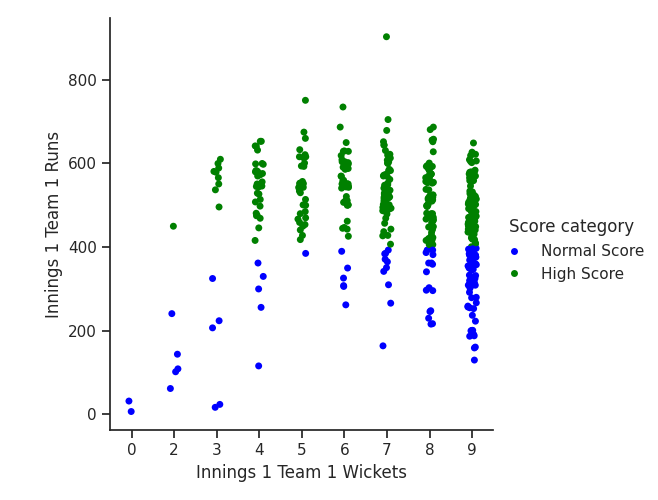 800
600
400
200
0
Innings 1 Team 1 Runs
0 2 3 4 5 6 7 8 9
Innings 1 Team 1 Wickets
Score category
Normal Score
High Score